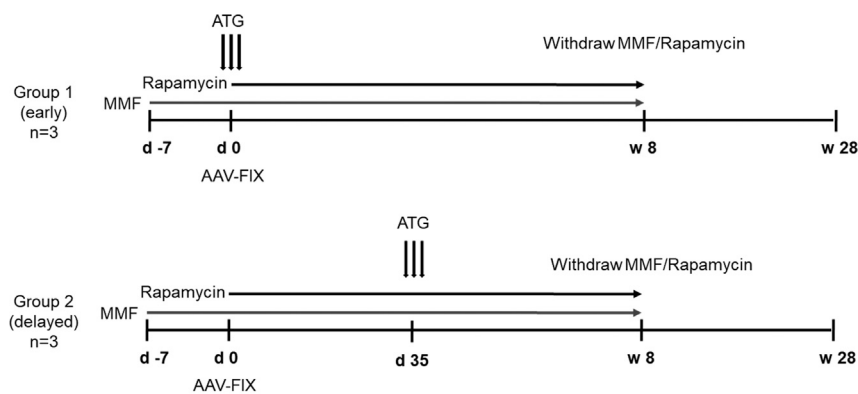 ATG
Withdraw MMF/Rapamycin
Group 1
(early)
n=3
Rapamycin
MMF
d -7
d 0
w 8
w 28
AAV-FIX
ATG
Withdraw MMF/Rapamycin
Group 2
(delayed)
n=3
Rapamycin
MMF
d -7
d 0
d 35
w 8
w 28
AAV-FIX